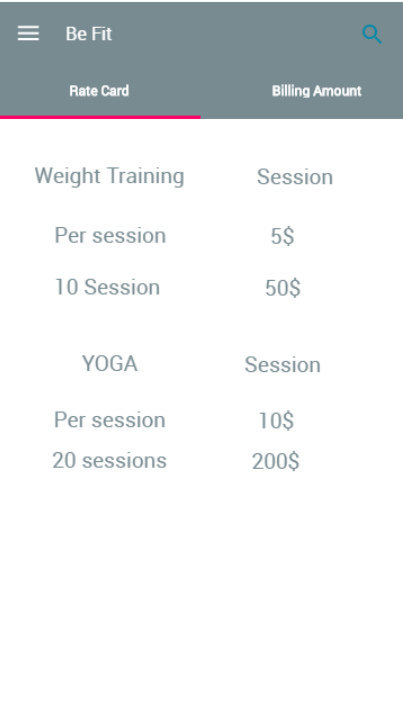 Be Fit
Rate Card Billing Amount
Weight Training Session
Per session 5$
10 Session 50$
YOGA Session
Per session 10$
20 sessions 200$